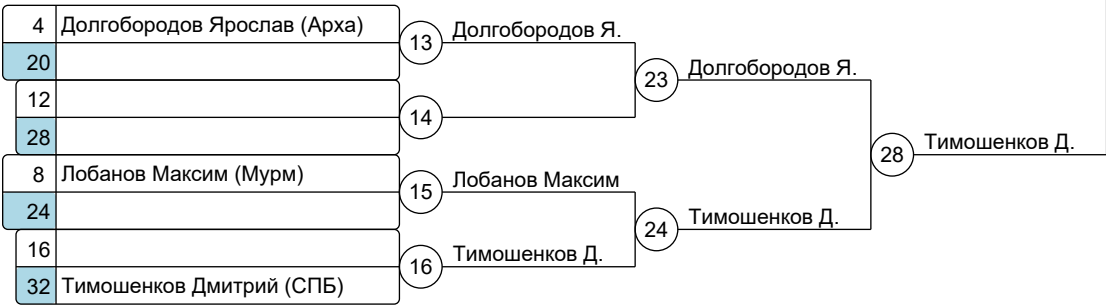 4 Долгобородов Ярослав (Арха)
20
12
28
8 Лобанов Максим (Мурм)
24
16
32 Тимошенков Дмитрий (СПБ)
13 Долгобородов Я.
14
15 Лобанов Максим
16 Тимошенков Д.
23 Долгобородов Я.
24 Тимошенков Д.
28 Тимошенков Д.